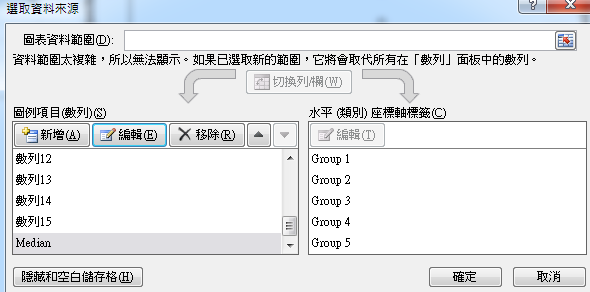 選取資料來源
圖表資料範圍(D):
資料範圍太複雜，所以無法顯示。如果已選取新的範圍，它將會取代所有在「數列」面板中的數列。
切換列/欄(W)
圖例項目(數列)(S)
水平 (類別) 座標軸標籤(C)
新增(A) 編輯(E) 移除(R)
編輯(T)
數列12
數列13
數列14
數列15
Median
Group 1
Group 2
Group 3
Group 4
Group 5
隱藏和空白儲存格(H)
確定
取消